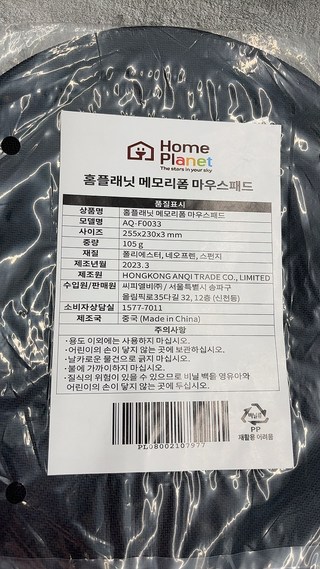 Home
Planet
The stars in your sky
홈플래닛 메모리폼 마우스패드
품질표시
상품명 홈플래닛 메모리폼 마우스패드
모델명 AQ-F0033
사이즈 255x230x3 mm
중량 105 g
재질 폴리에스터, 네오프렌, 스펀지
제조년월 2023. 3
제조원 HONGKONG ANQI TRADE CO., LIMITED
수입원/판매원 씨피엘비(주) / 서울특별시 송파구
올림픽로35다길 32, 12층 (신천동)
소비자상담실 1577-7011
제조국 중국 (Made in China)
주의사항
·용도 이외에는 사용하지 마십시오.
·어린이의 손이 닿지 않는 곳에 보관하십시오.
·날카로운 물건으로 긁지 마십시오.
·불에 가까이하지 마십시오.
·질식의 위험이 있을 수 있으므로 비닐 백을 영유아와
어린이의 손이 닿지 않는 곳에 두십시오.
비닐류
PP
재활용 어려움
PL08002107977